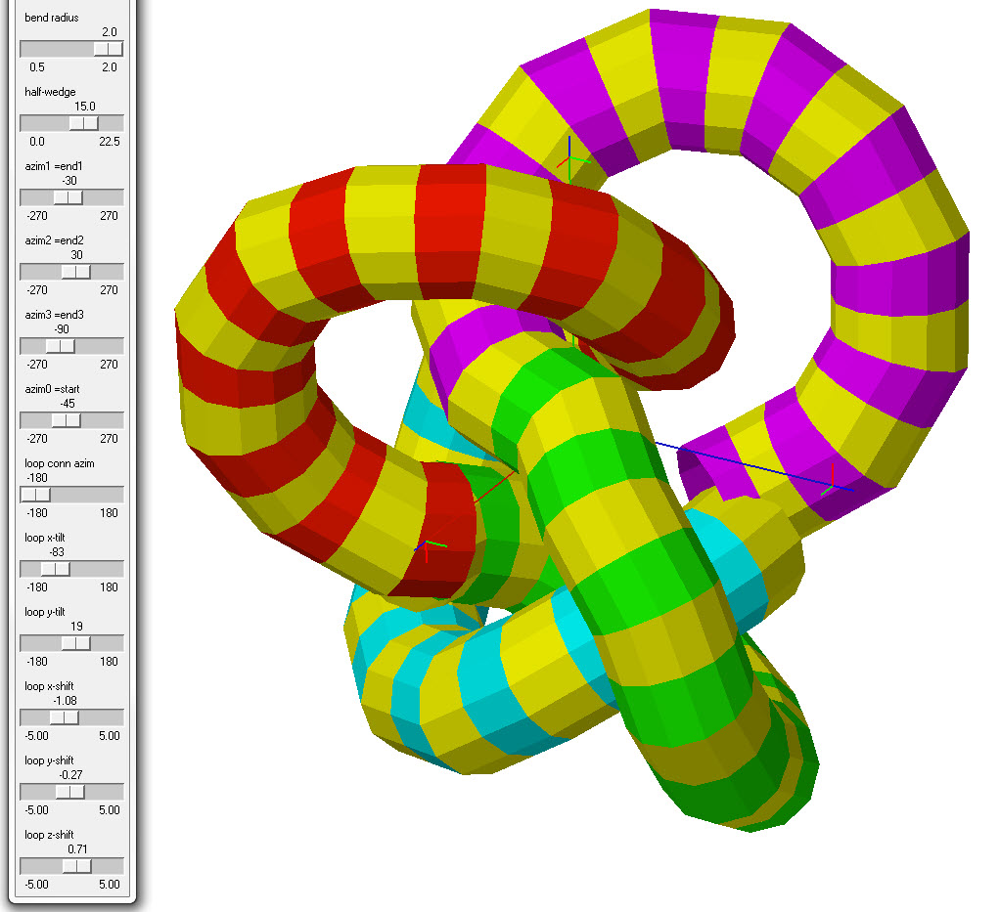 bend radius
2.0
0.5 2.0
half-wedge
15.0
0.0 22.5
azim1 =end1
-30
-270 270
azim2 =end2
30
-270 270
azim3 =end3
-90
-270 270
azim0 =start
-45
-270 270
loop conn azim
-180
-180 180
loop x-tilt
-83
-180 180
loop y-tilt
19
-180 180
loop x-shift
-1.08
-5.00 5.00
loop y-shift
-0.27
-5.00 5.00
loop z-shift
0.71
-5.00 5.00